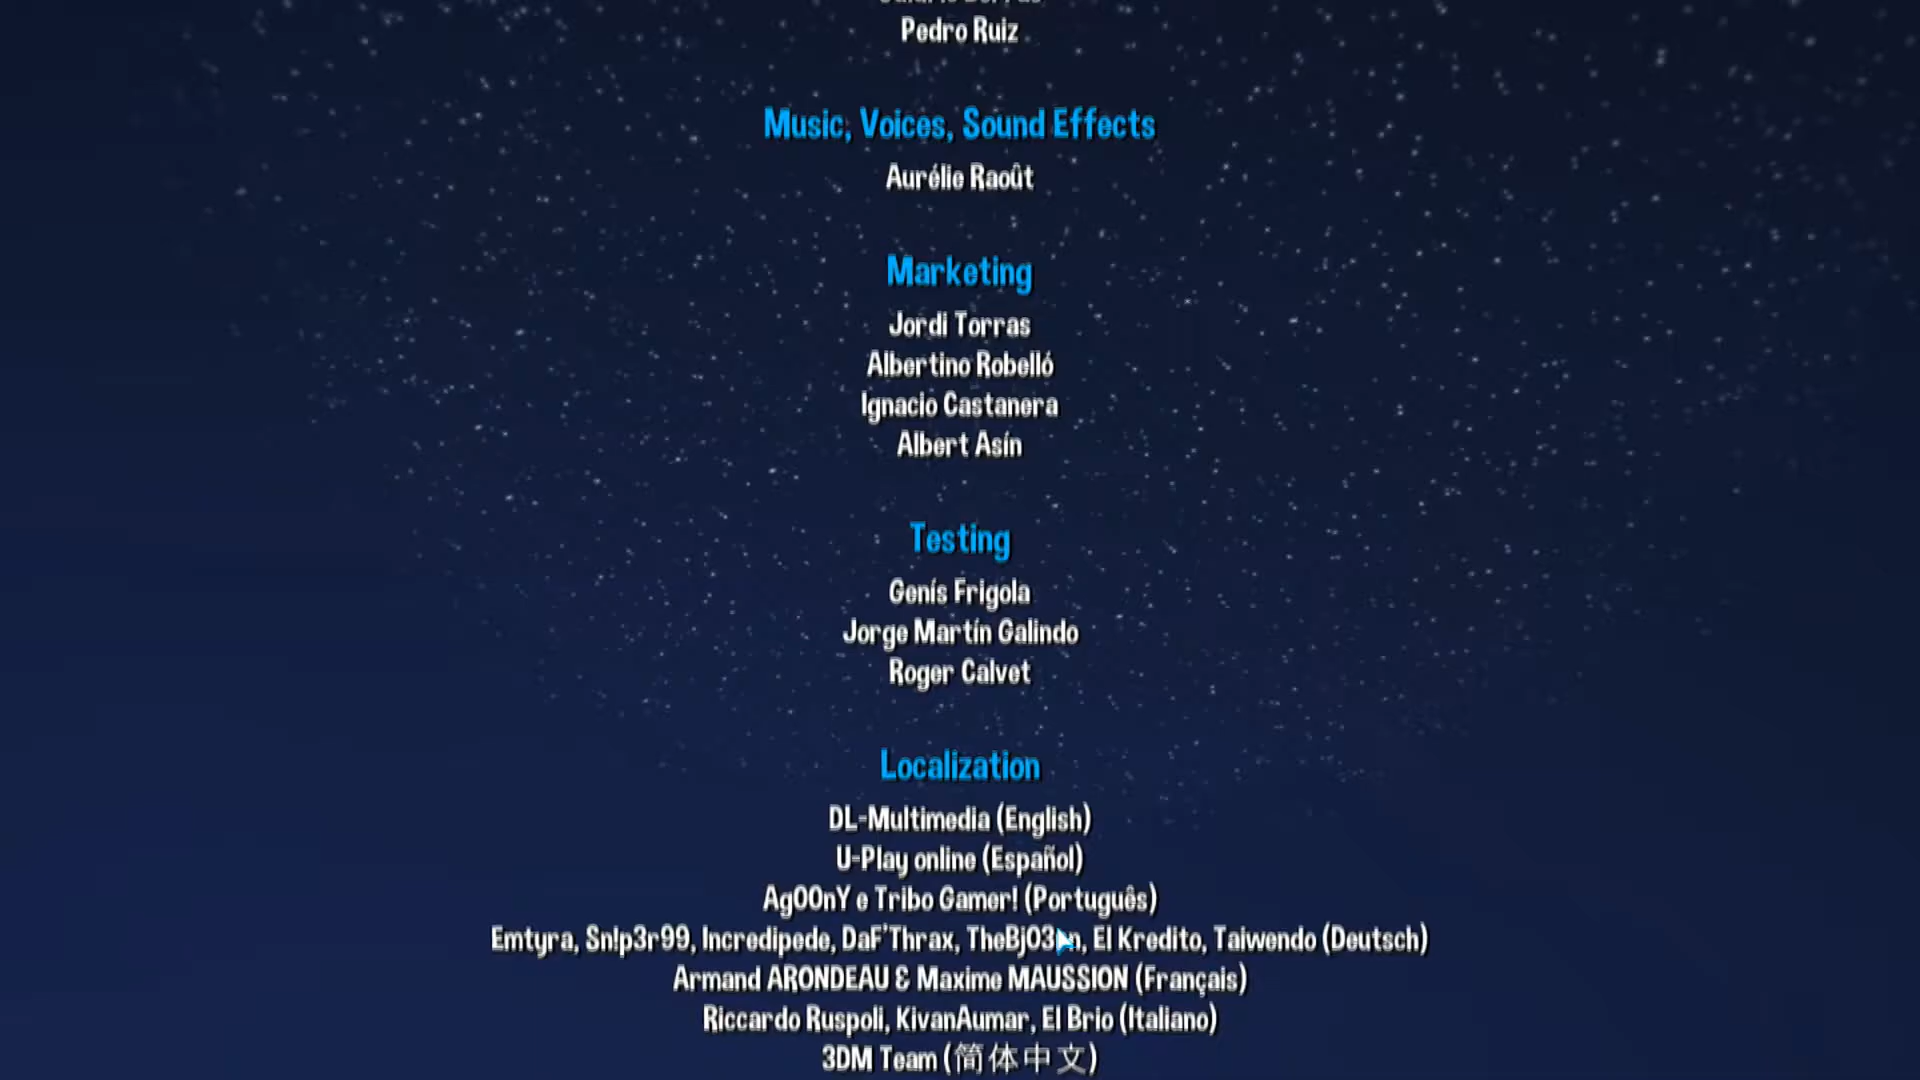 Pedro Ruiz
Music, Voices, Sound Effects
Aurélie Raoût
Marketing
Jordi Torras
Albertino Robelló
Ignacio Castanera
Albert Asín
Testing
Genís Frigola
Jorge Martín Galindo
Roger Calvet
Localization
DL-Multimedia (English)
U-Play online (Español)
AgOOnY e Tribo Gamer! (Português)
Emtyra, Sn!p3r99, Incredipede, DaF'Thrax, El Kredito, Taiwendo (Deutsch)
Armand ARONDEAU & Maxime MAUSSION (Français)
Riccardo Ruspoli, KivanAumar, El Brio (Italiano)
3DM Team (简体中文)